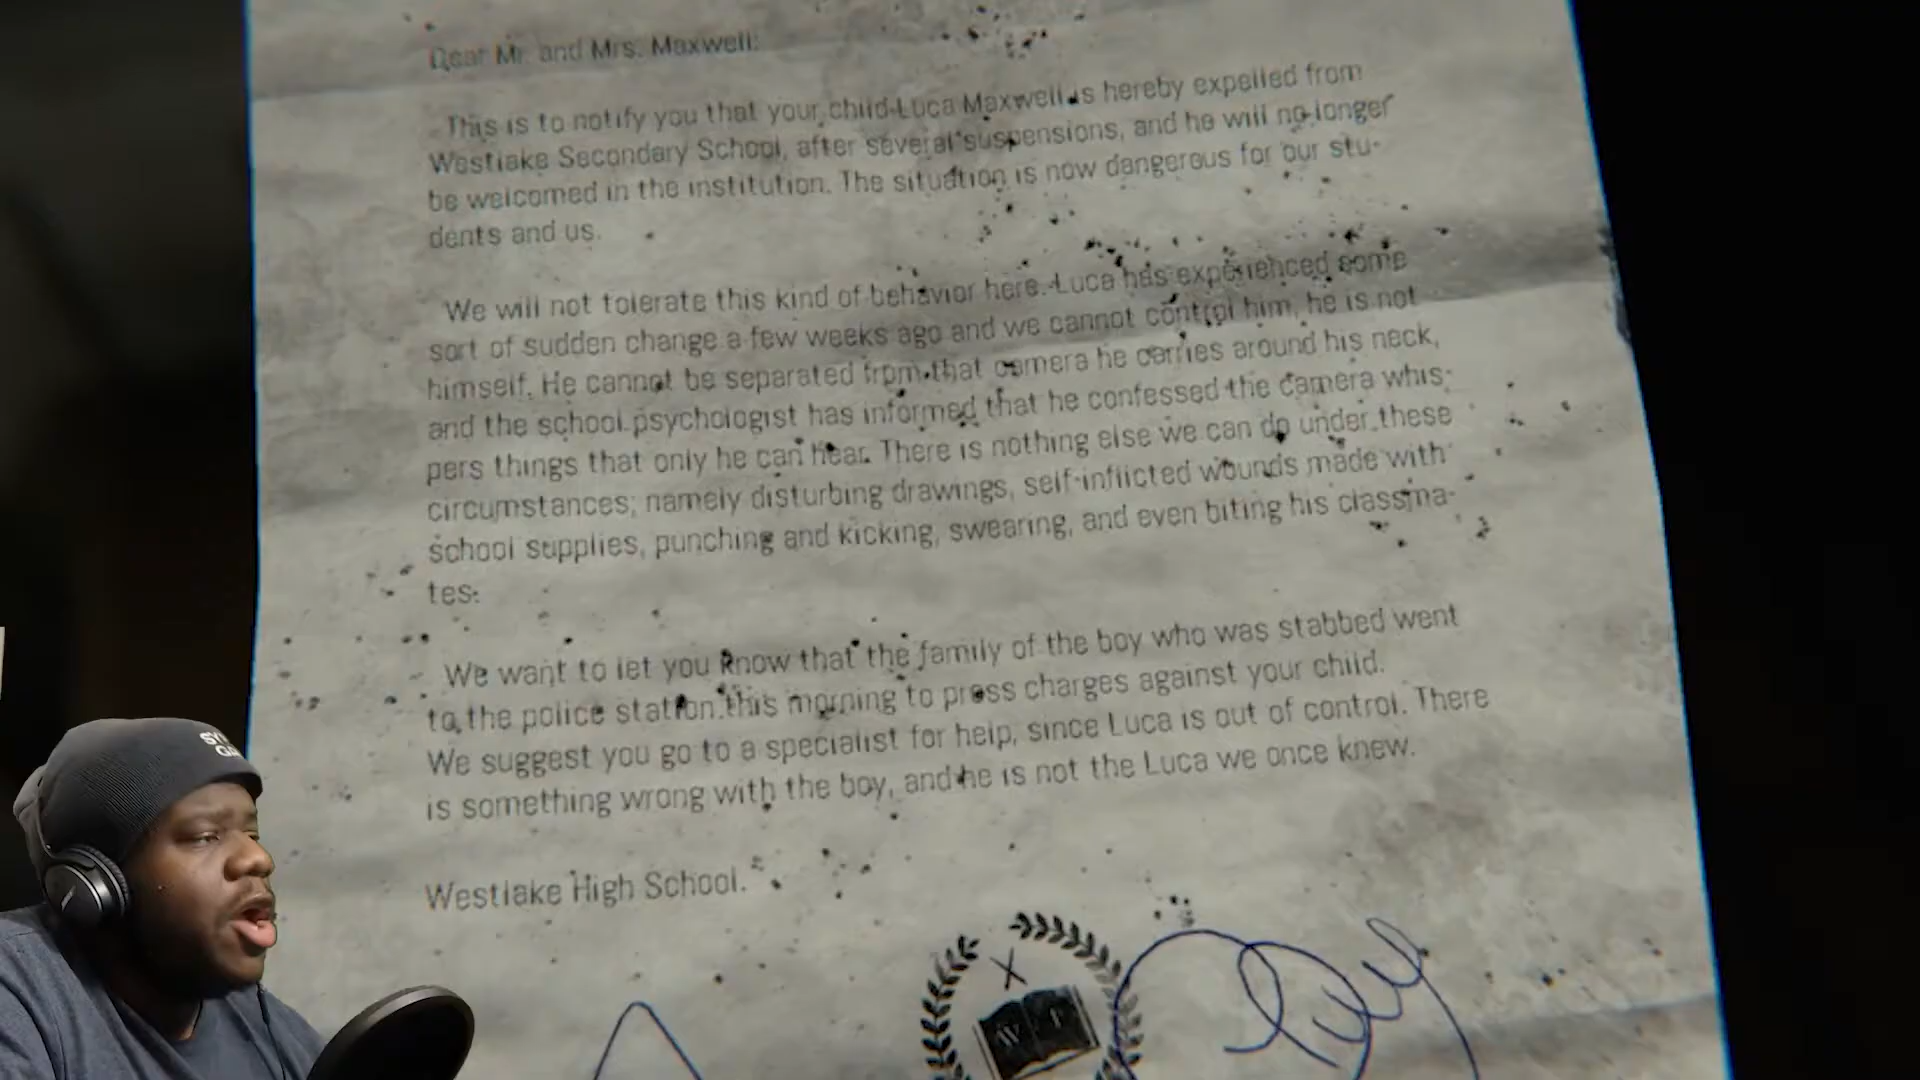 Dear Mr. and Mrs. Maxwell:
This is to notify you that your child Luca Maxwell is hereby expelled from
Westlake Secondary School, after several suspensions, and he will no longer
be welcomed in the institution. The situation is now dangerous for our stu-
dents and us.
We will not tolerate this kind of behavior here. Luca has experienced some
sort of sudden change a few weeks ago and we cannot control him, he is not
himself. He cannot be separated from that camera he carries around his neck,
and the school psychologist has informed that he confessed the camera whis-
pers things that only he can hear. There is nothing else we can do under these
circumstances; namely disturbing drawings, self-inflicted wounds made with
school supplies, punching and kicking, swearing, and even biting his classma-
tes.
We want to let you know that the family of the boy who was stabbed went
to the police station this morning to press charges against your child.
We suggest you go to a specialist for help, since Luca is out of control. There
is something wrong with the boy, and he is not the Luca we once knew.
Westlake High School.